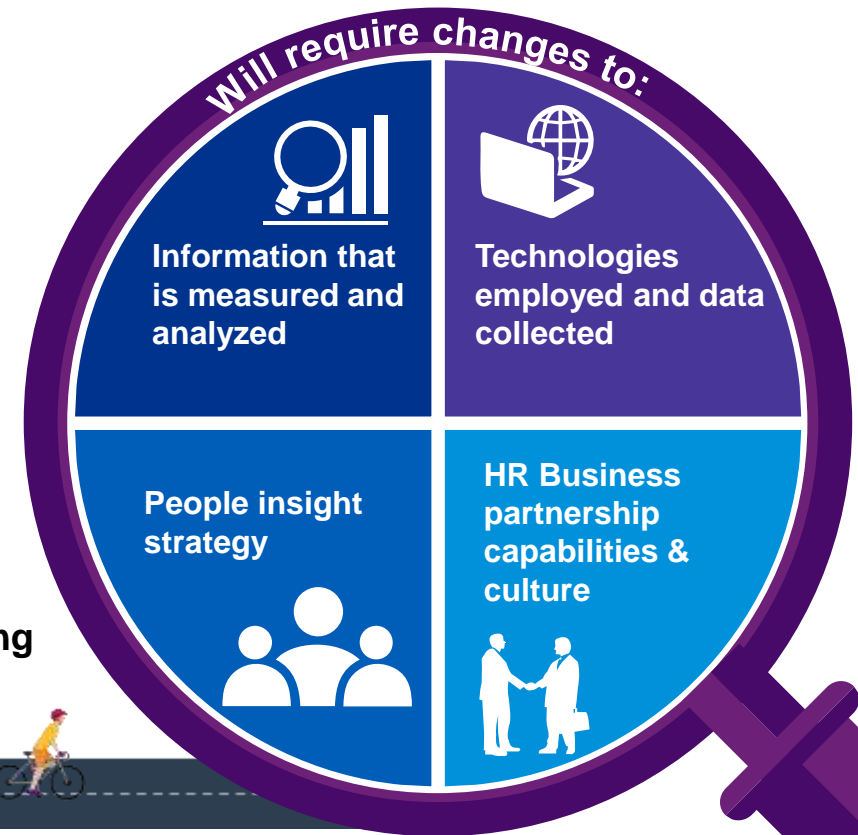 Will require changes to:
Information that
is measured and
analyzed
Technologies
employed and data
collected
People insight
strategy
HR Business
partnership
capabilities &
culture
ng